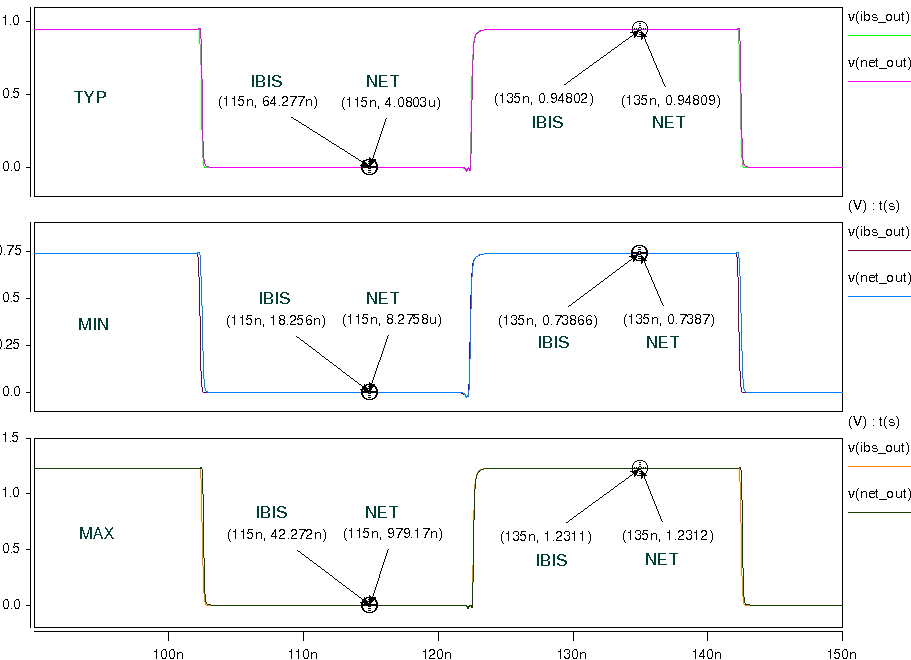 1.0
v(ibs_out)
v(net_out)
IBIS
NET
TYP
0.5
(115n, 64.277n)
(115n, 4.0803u)
(135n, 0.94802)
(135n, 0.94809)
IBIS
NET
0.0
(V) : t(s)
0.75
v(ibs_out)
v(net_out)
IBIS
NET
0.5
MIN
(115n, 18.256n)
(115n, 8.2758u)
(135n, 0.73866)
(135n, 0.7387)
0.25
IBIS
NET
0.0
(V) : t(s)
1.5
v(ibs_out)
v(net_out)
1.0
IBIS
NET
MAX
(115n, 42.272n)
(115n, 979.17n)
(135n, 1.2311)
(135n, 1.2312)
0.5
IBIS
NET
0.0
100n
110n
120n
130n
140n
150n